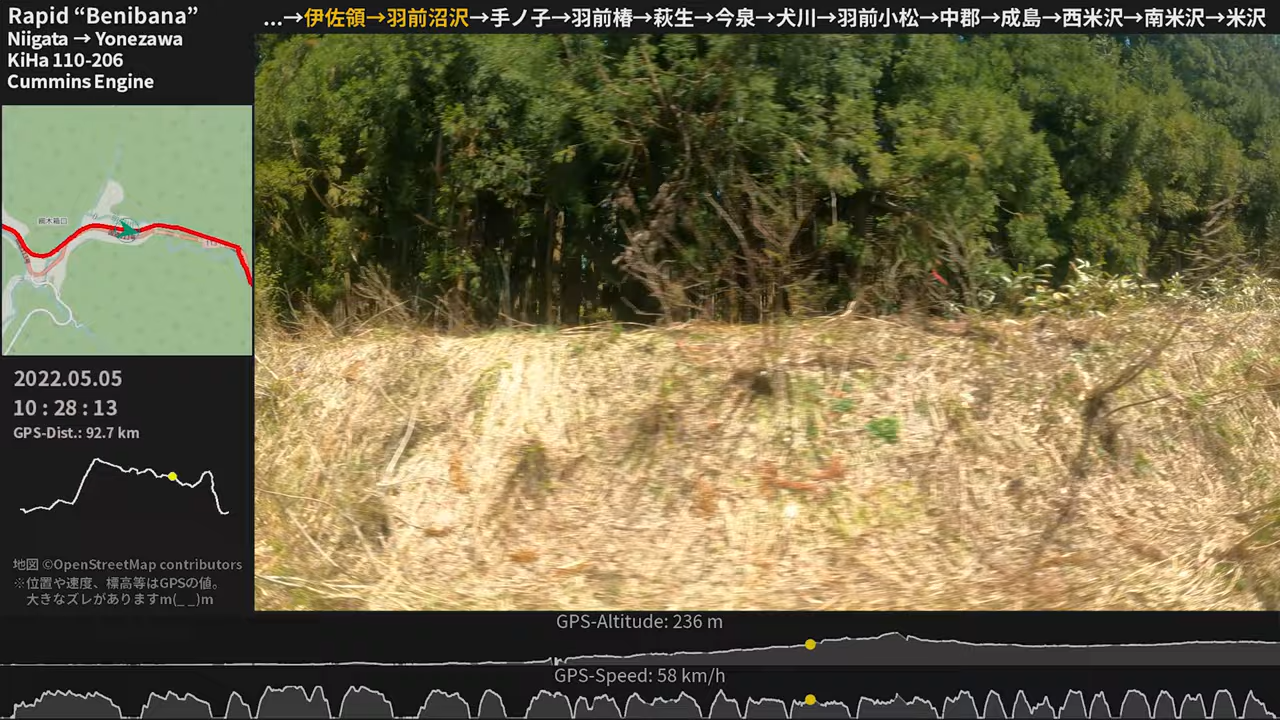 Rapid “Benibana”
Niigata → Yonezawa
KiHa 110-206
Cummins Engine
...→伊佐領→羽前沼沢→手ノ子→羽前椿→萩生→今泉→犬川→羽前小松→中郡→成島→西米沢→南米沢→米沢
2022.05.05
10 : 28 : 13
GPS-Dist.: 92.7 km
地図 ©OpenStreetMap contributors
※位置や速度、標高等はGPSの値。
大きなズレがありますm(_ _)m
GPS-Altitude: 236 m
GPS-Speed: 58 km/h